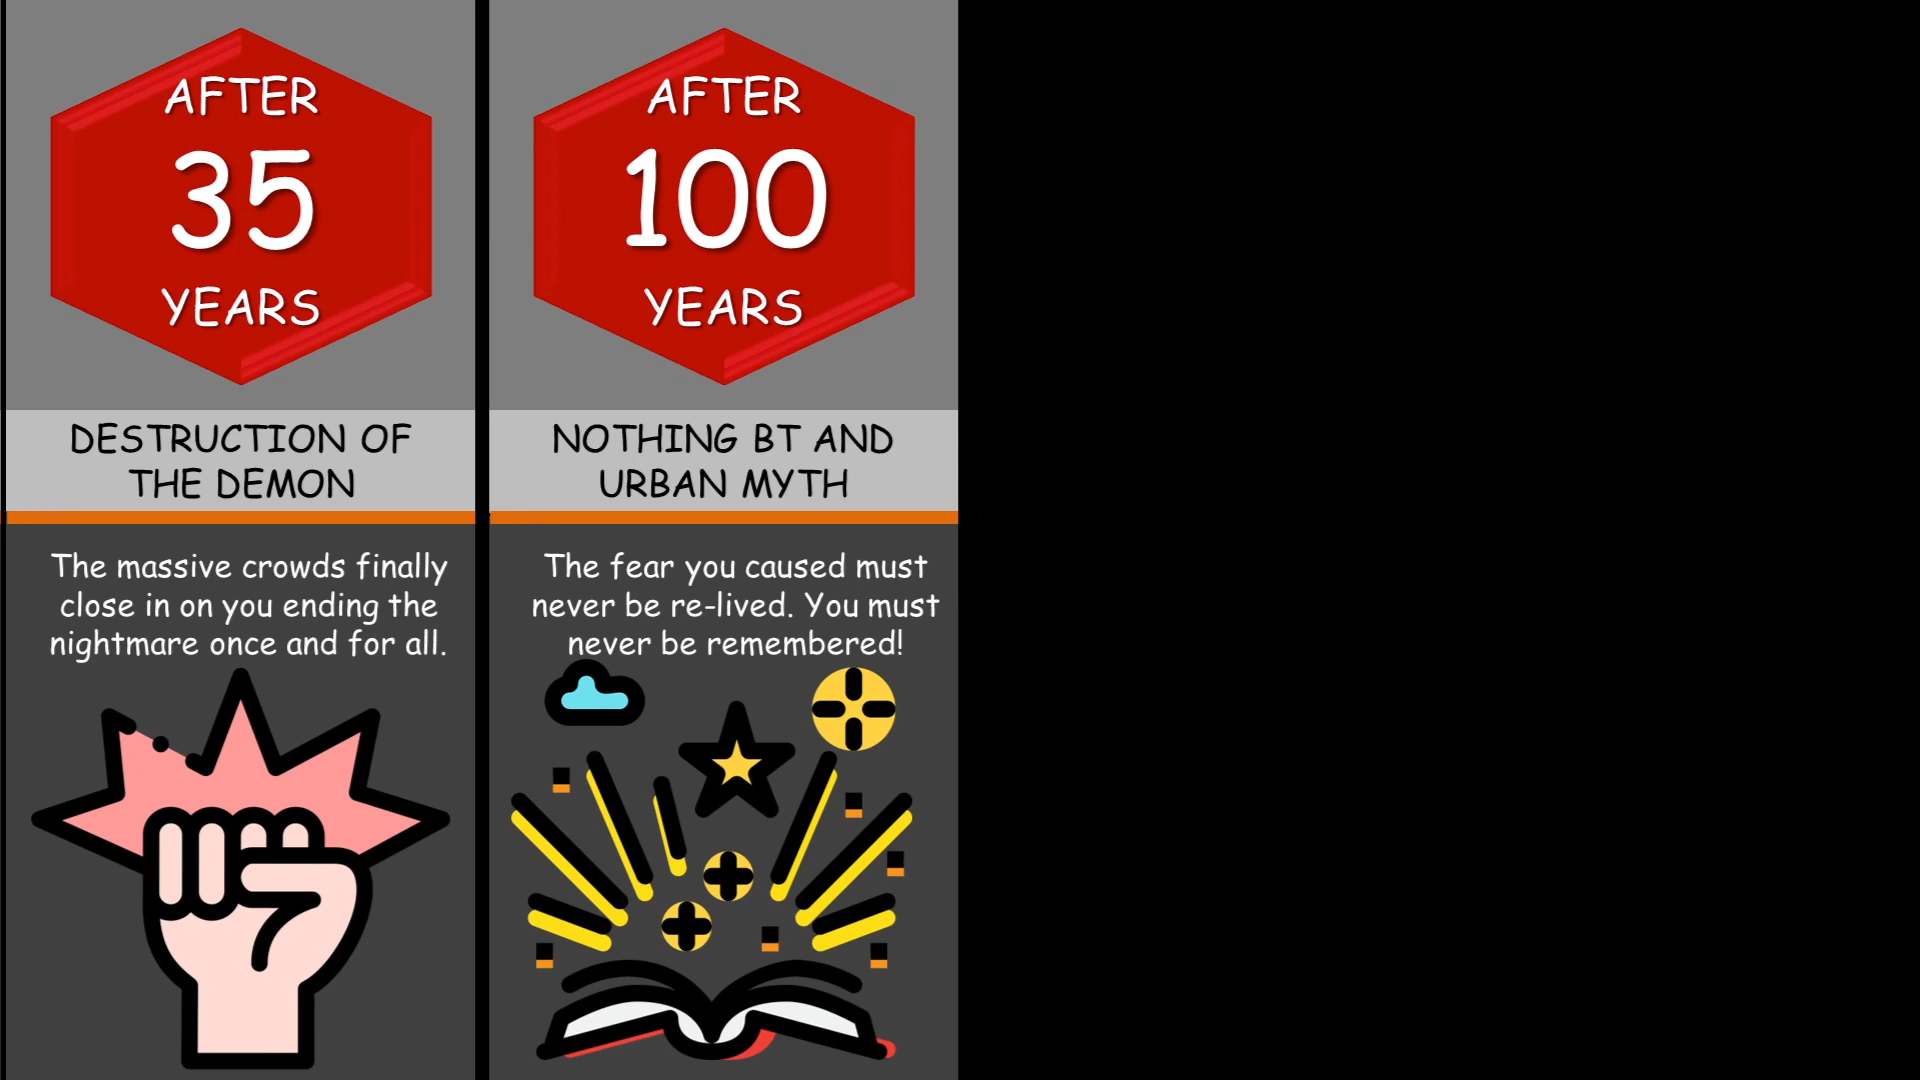 AFTER
35
YEARS
DESTRUCTION OF
THE DEMON
The massive crowds finally
close in on you ending the
nightmare once and for all.
AFTER
100
YEARS
NOTHING BT AND
URBAN MYTH
The fear you caused must
never be re-lived. You must
never be remembered!